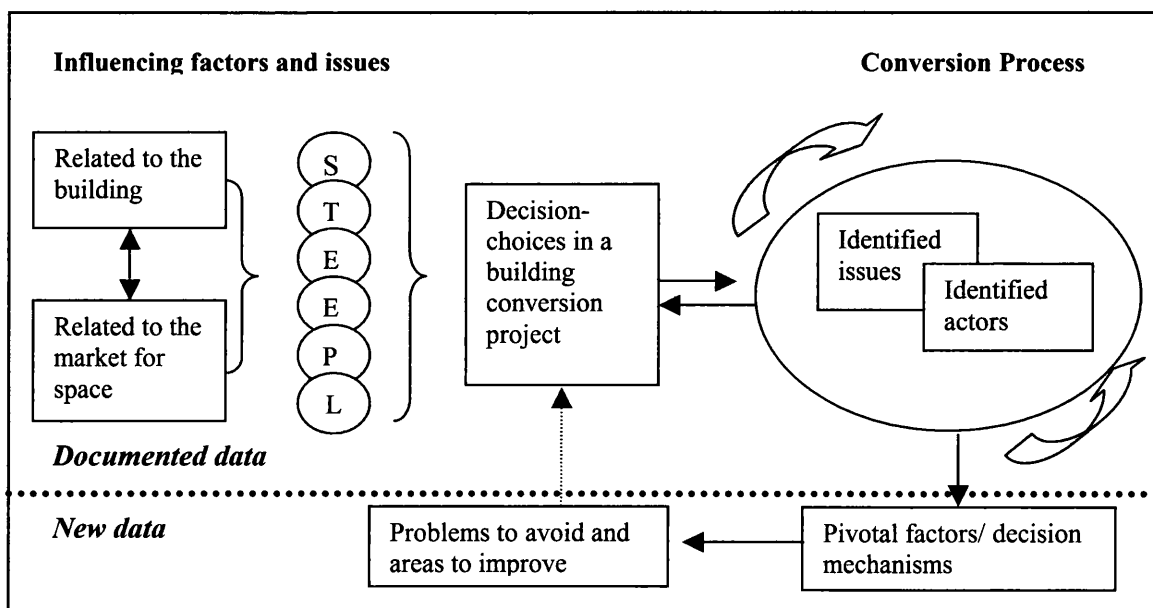 Influencing factors and issues
Conversion Process
Related to the
building
Related to the
market for
space
S
T
E
E
P
L
Decision-
choices in a
building
conversion
project
Identified
issues
Identified
actors
Documented data
New data
Problems to avoid and
areas to improve
Pivotal factors/ decision
mechanisms